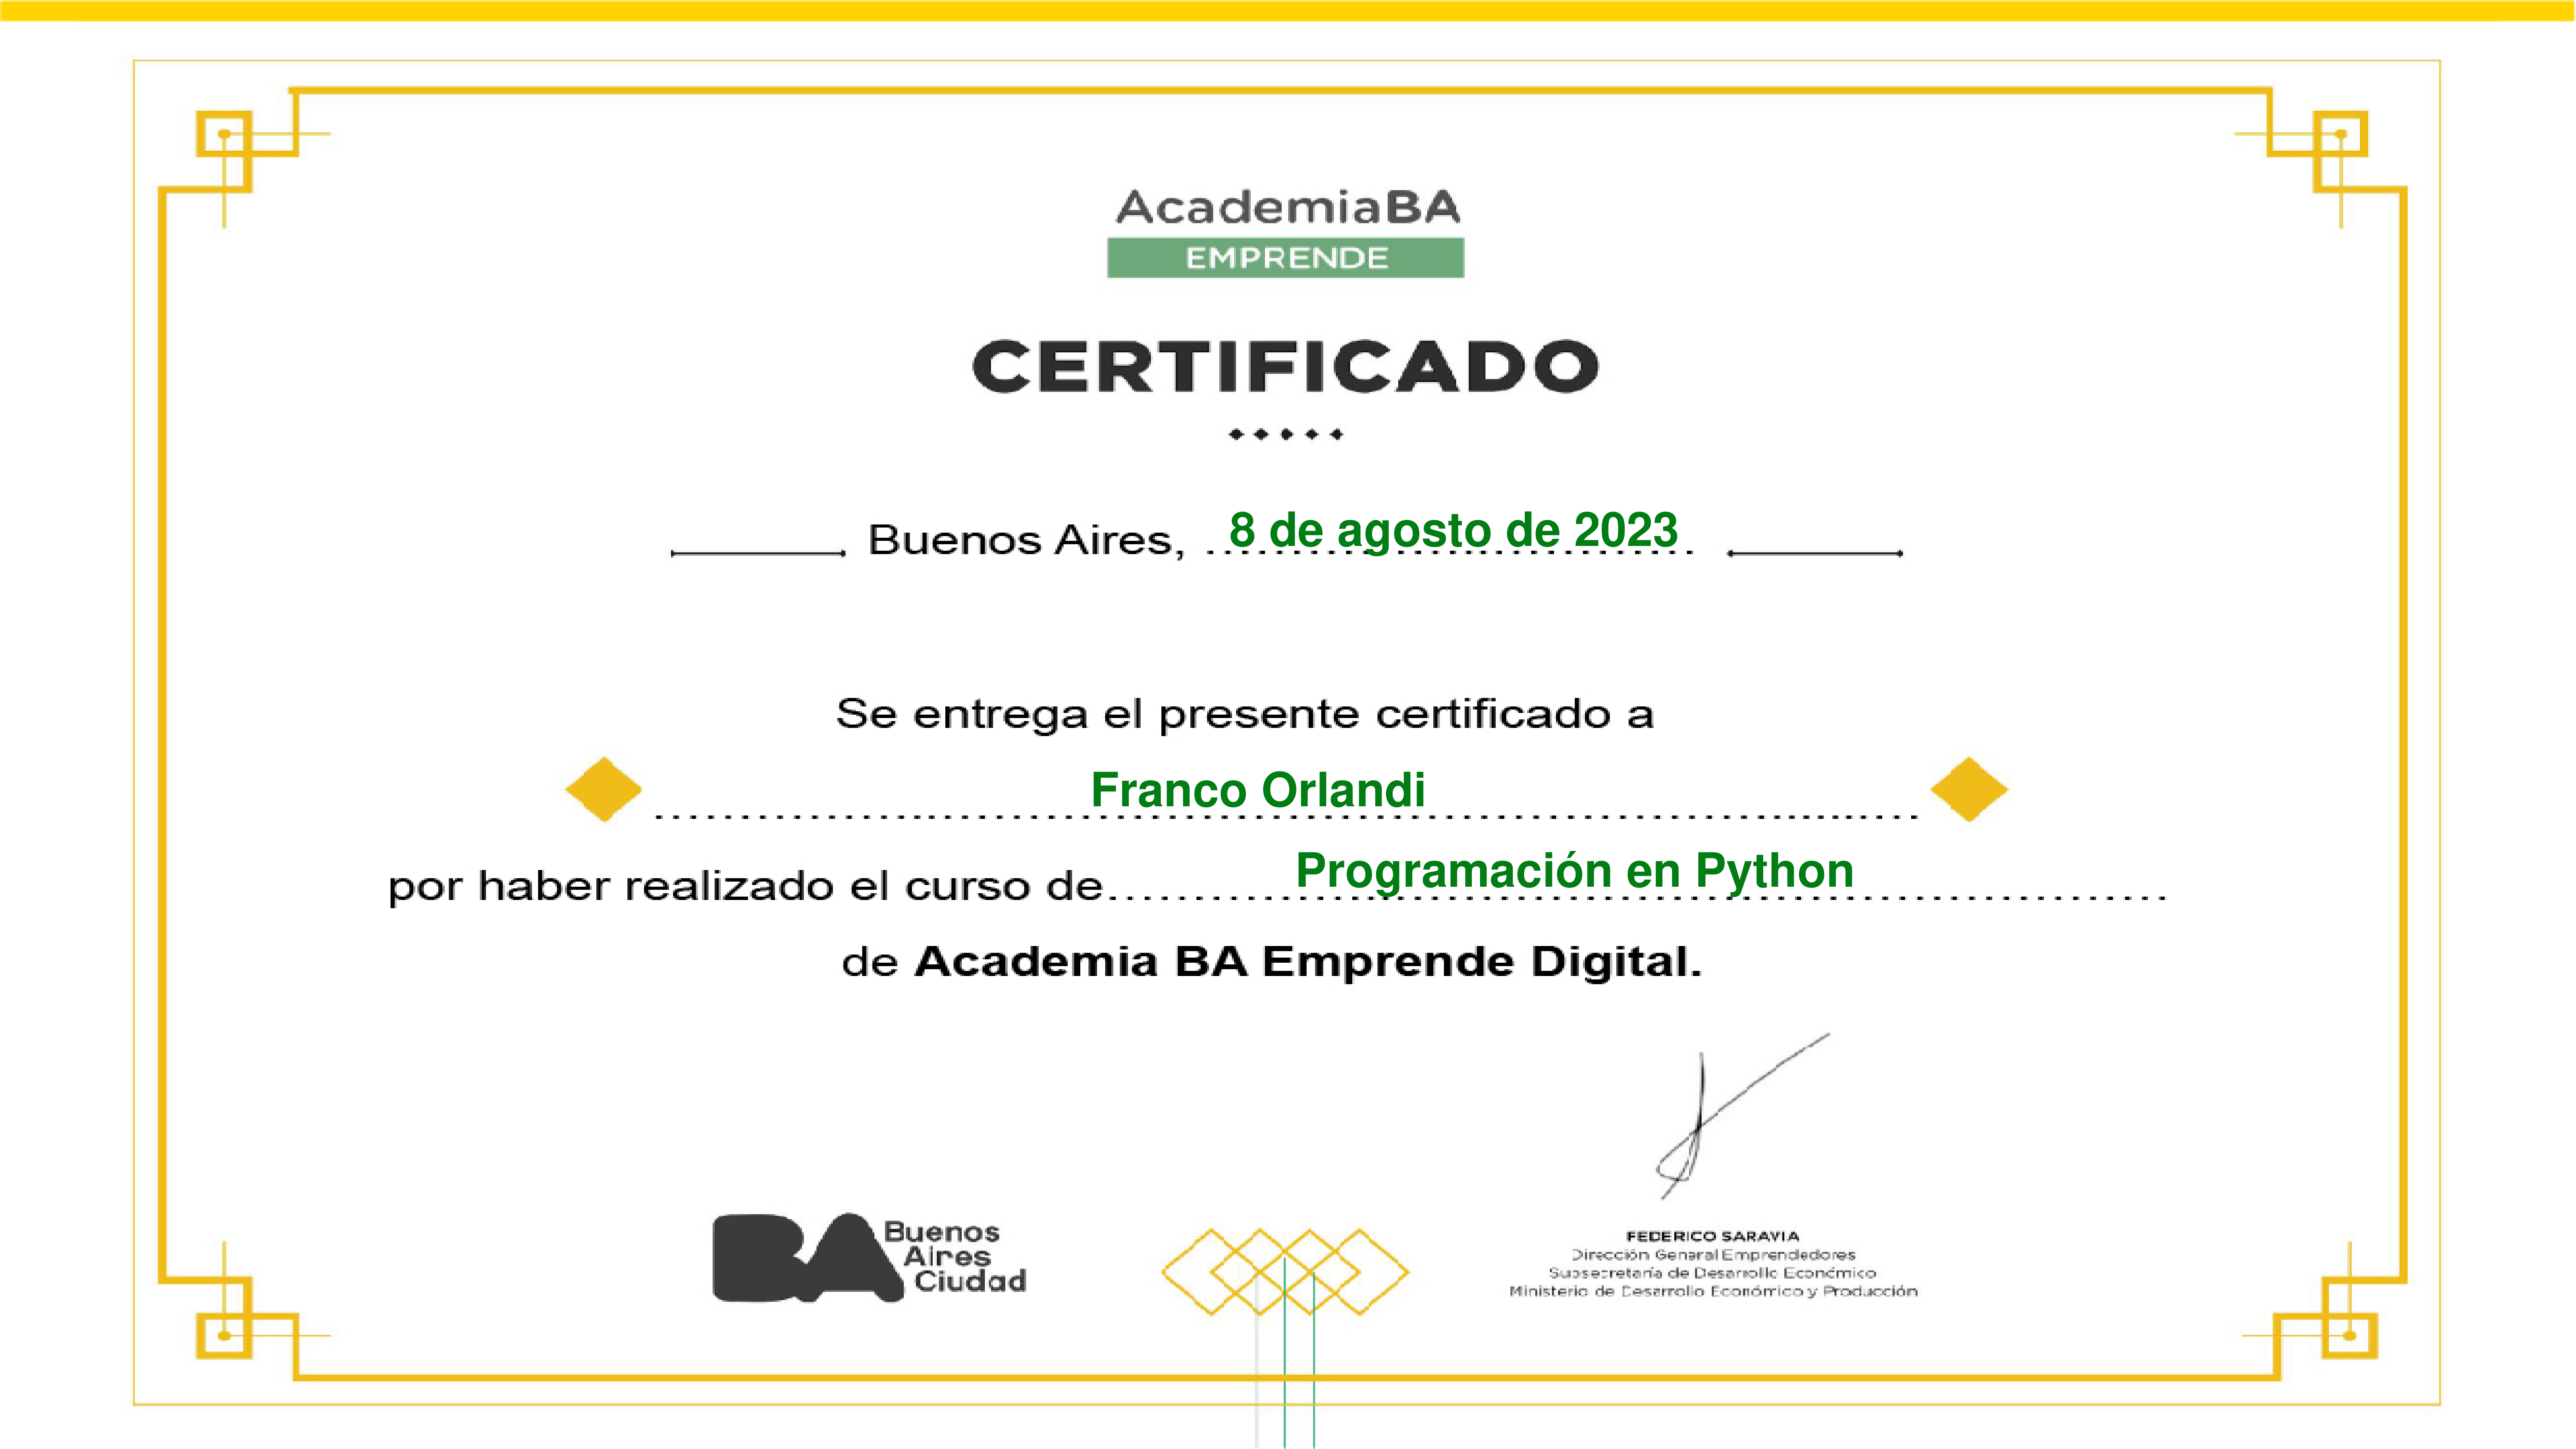 AcademiaBA
EMPRENDE
CERTIFICADO
Buenos Aires, 8 de agosto de 2023
Se entrega el presente certificado a
Franco Orlandi
por haber realizado el curso de Programación en Python
de Academia BA Emprende Digital.
BA Buenos
Aires
Ciudad
FEDERICO SARAVIA
Dirección General Emprendedores
Subsecretaría de Desarrollo Económico
Ministerio de Desarrollo Económico y Producción